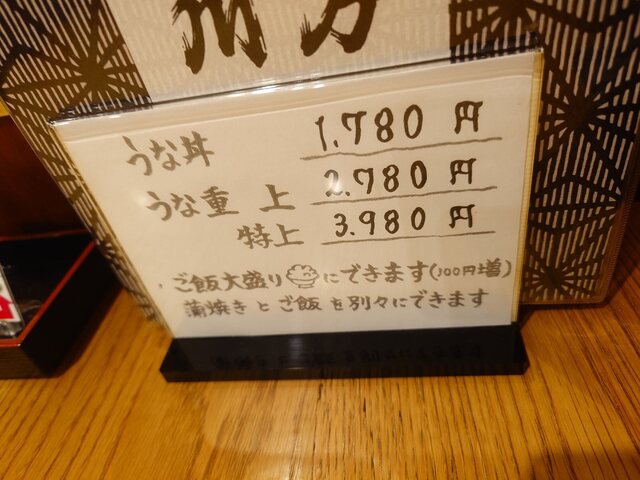 うな丼 1.780円
うな重 上 2.780円
特上 3.980円
ご飯大盛りにできます(100円増)
蒲焼きとご飯を別々にできます